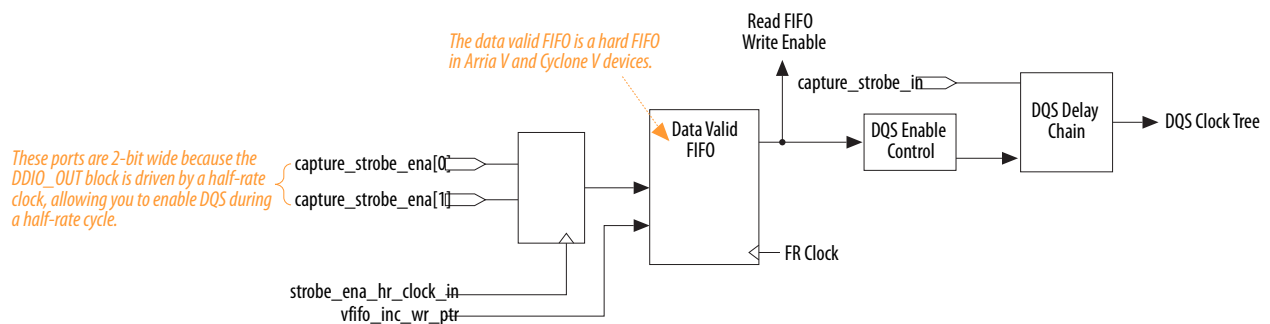 Read FIFO
Write Enable
The data valid FIFO is a hard FIFO
in Arria V and Cyclone V devices.
capture_strobe_in
DQS Delay
Chain
DQS Clock Tree
Data Valid
FIFO
DQS Enable
Control
These ports are 2-bit wide because the
DDIO_OUT block is driven by a half-rate
clock, allowing you to enable DQS during
a half-rate cycle.
capture_strobe_ena[0]
capture_strobe_ena[1]
FR Clock
strobe_ena_hr_clock_in
vfifo_inc_wr_ptr